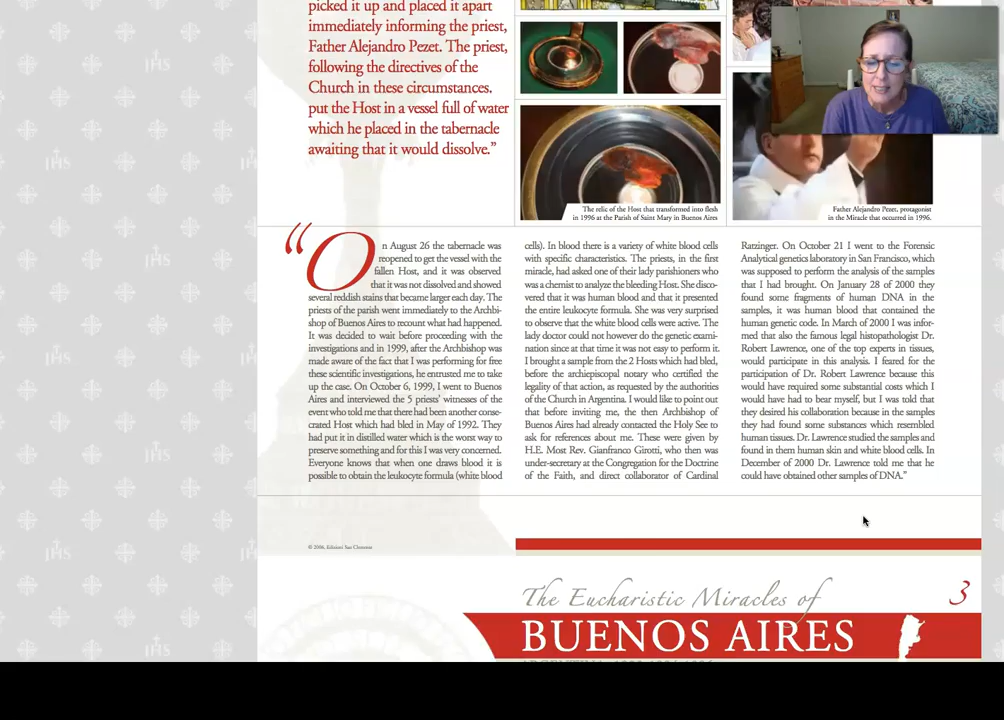 picked it up and placed it apart
immediately informing the priest,
Father Alejandro Pezet. The priest,
following the directives of the
Church in these circumstances.
put the Host in a vessel full of water
which he placed in the tabernacle
awaiting that it would dissolve.”
The relic of the Host that transformed into flesh
in 1996 at the Parish of Saint Mary in Buenos Aires
Father Alejandro Pezet, protagonist
in the Miracle that occurred in 1996.
“On August 26 the tabernacle was
reopened to get the vessel with the
fallen Host, and it was observed
that it was not dissolved and showed
several reddish stains that became larger each day. The
priests of the parish went immediately to the Archbi-
shop of Buenos Aires to recount what had happened.
It was decided to wait before proceeding with the
investigations and in 1999, after the Archbishop was
made aware of the fact that I was performing for free
these scientific investigations, he entrusted me to take
up the case. On October 6, 1999, I went to Buenos
Aires and interviewed the 5 priests’ witnesses of the
event who told me that there had been another conse-
crated Host which had bled in May of 1992. They
had put it in distilled water which is the worst way to
preserve something and for this I was very concerned.
Everyone knows that when one draws blood it is
possible to obtain the leukocyte formula (white blood
cells). In blood there is a variety of white blood cells
with specific characteristics. The priests, in the first
miracle, had asked one of their lady parishioners who
was a chemist to analyze the bleeding Host. She disco-
vered that it was human blood and that it presented
the entire leukocyte formula. She was very surprised
to observe that the white blood cells were active. The
lady doctor could not however do the genetic exami-
nation since at that time it was not easy to perform it.
I brought a sample from the 2 Hosts which had bled,
before the archiepiscopal notary who certified the
legality of that action, as requested by the authorities
of the Church in Argentina. I would like to point out
that before inviting me, the then Archbishop of
Buenos Aires had already contacted the Holy See to
ask for references about me. These were given by
H.E. Most Rev. Gianfranco Girotti, who then was
under-secretary at the Congregation for the Doctrine
of the Faith, and direct collaborator of Cardinal
Ratzinger. On October 21 I went to the Forensic
Analytical genetics laboratory in San Francisco, which
was supposed to perform the analysis of the samples
that I had brought. On January 28 of 2000 they
found some fragments of human DNA in the
samples, it was human blood that contained the
human genetic code. In March of 2000 I was infor-
med that also the famous legal histopathologist Dr.
Robert Lawrence, one of the top experts in tissues,
would participate in this analysis. I feared for the
participation of Dr. Robert Lawrence because this
would have required some substantial costs which I
would have had to bear myself, but I was told that
they desired his collaboration because in the samples
they had found some substances which resembled
human tissues. Dr. Lawrence studied the samples and
found in them human skin and white blood cells. In
December of 2000 Dr. Lawrence told me that he
could have obtained other samples of DNA.”
© 2006, Edizioni San Clemente
The Eucharistic Miracles of
3
BUENOS AIRES
IHS
IHS
IHS
IHS
IHS
IHS
IHS